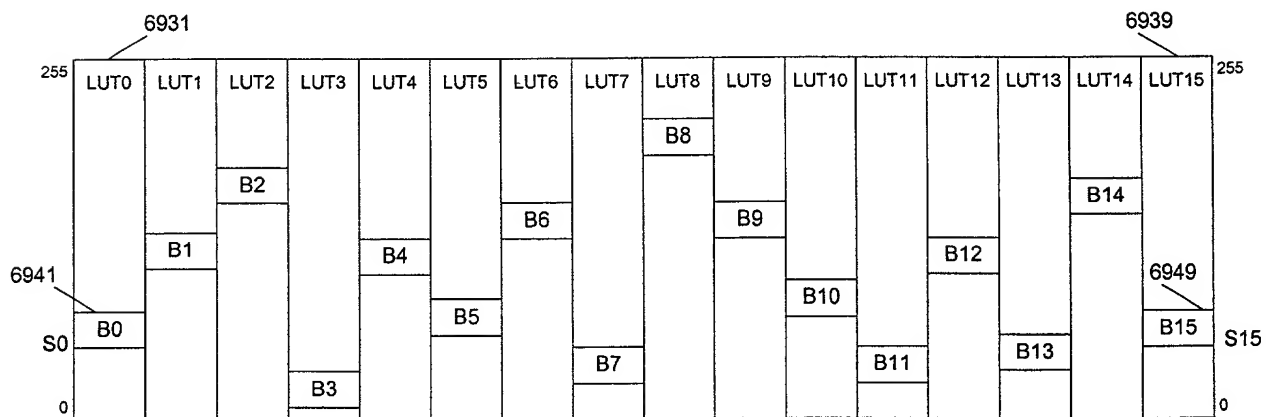 6931 6939
255 LUT0 LUT1 LUT2 LUT3 LUT4 LUT5 LUT6 LUT7 LUT8 LUT9 LUT10 LUT11 LUT12 LUT13 LUT14 LUT15 255
B8
B2
B14
B6 B9
B1 B4 B12
6941 6949
B10
B5
B0 B15
S0 S15
B13
B7 B11
B3
0 0